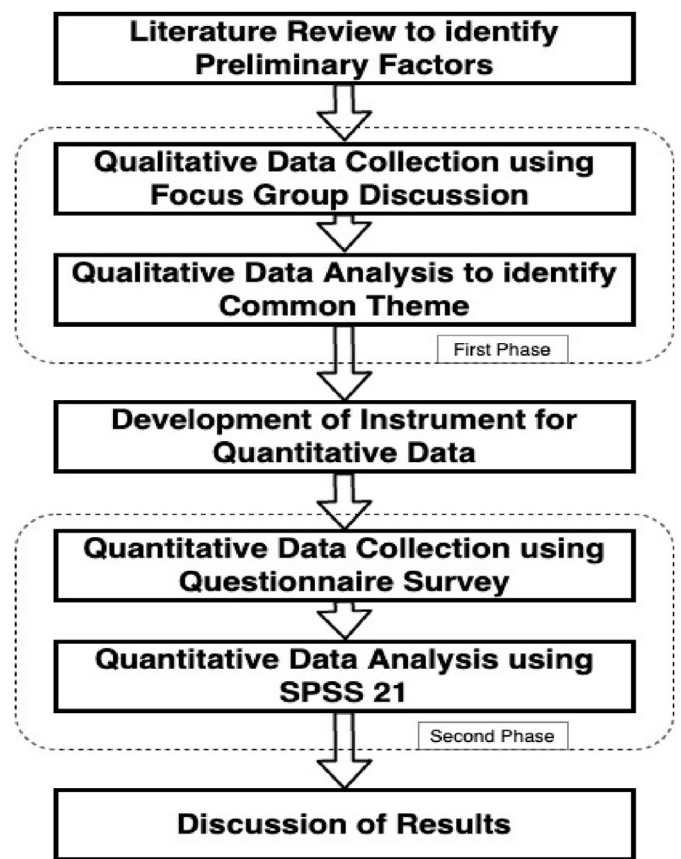 Literature Review to identify
Preliminary Factors
Qualitative Data Collection using
Focus Group Discussion
Qualitative Data Analysis to identify
Common Theme
First Phase
Development of Instrument for
Quantitative Data
Quantitative Data Collection using
Questionnaire Survey
Quantitative Data Analysis using
SPSS 21
Second Phase
Discussion of Results